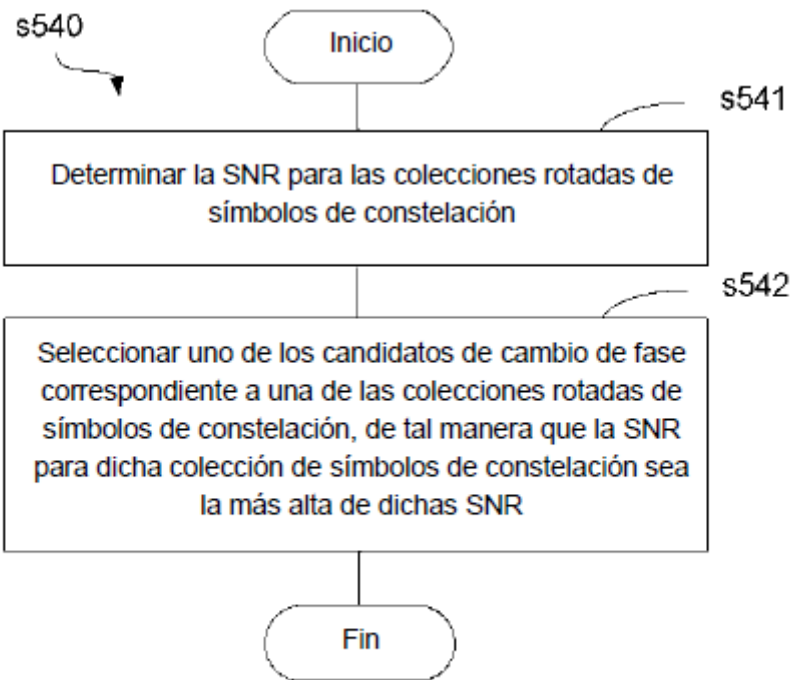 s540
Inicio
s541
Determinar la SNR para las colecciones rotadas de
símbolos de constelación
s542
Seleccionar uno de los candidatos de cambio de fase
correspondiente a una de las colecciones rotadas de
símbolos de constelación, de tal manera que la SNR
para dicha colección de símbolos de constelación sea
la más alta de dichas SNR
Fin